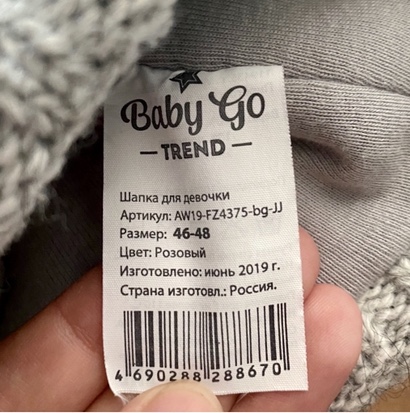 Baby Go
— TREND —
Шапка для девочки
Артикул: AW19-FZ4375-bg-JJ
Размер: 46-48
Цвет: Розовый
Изготовлено: июнь 2019 г.
Страна изготовл.: Россия.
4 690288 288670